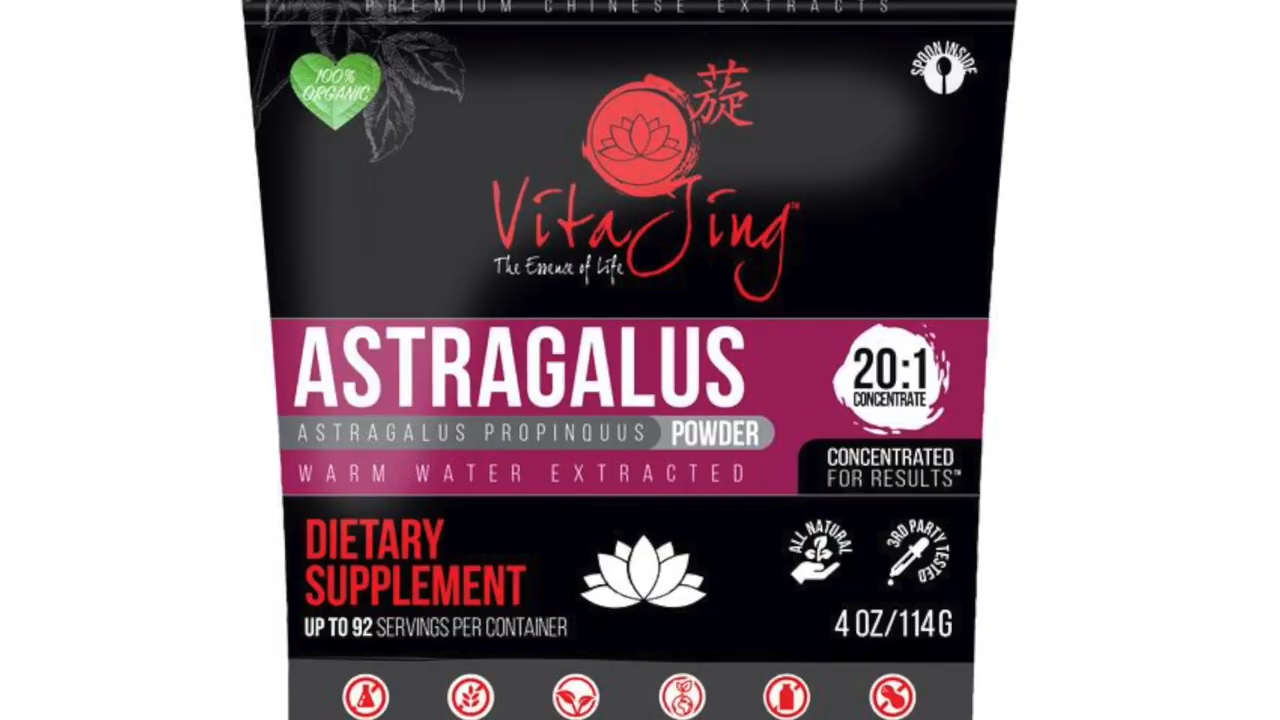 PREMIUM CHINESE EXTRACTS
100%
ORGANIC
SPOON INSIDE
VitaJing™
The Essence of Life
ASTRAGALUS
20:1
CONCENTRATE
ASTRAGALUS PROPINQUUS POWDER
WARM WATER EXTRACTED
CONCENTRATED
FOR RESULTS™
DIETARY
SUPPLEMENT
ALL NATURAL
3RD PARTY TESTED
UP TO 92 SERVINGS PER CONTAINER
4 OZ/114G